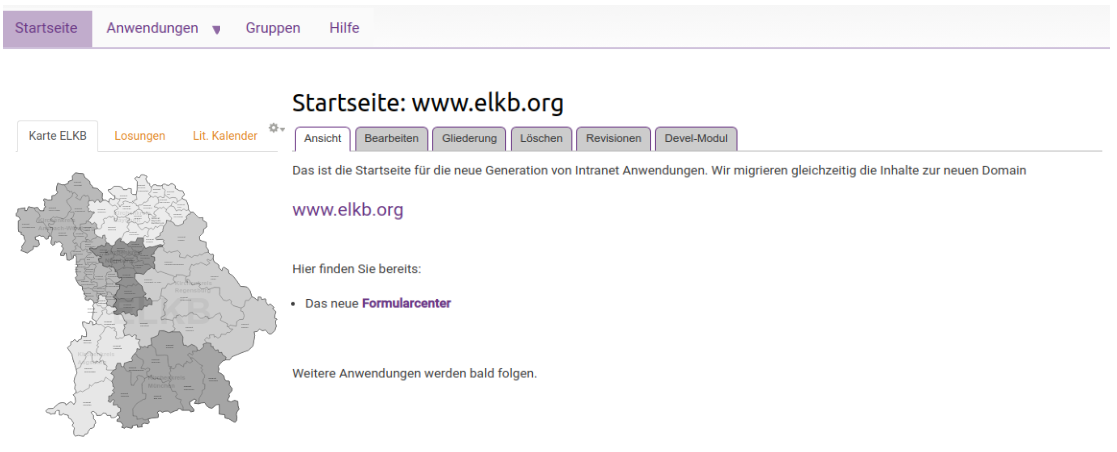 Startseite Anwendungen Gruppen Hilfe
Startseite: www.elkb.org
Karte ELKB Losungen Lit. Kalender
Ansicht Bearbeiten Gliederung Löschen Revisionen Devel-Modul
Das ist die Startseite für die neue Generation von Intranet Anwendungen. Wir migrieren gleichzeitig die Inhalte zur neuen Domain
www.elkb.org
Hier finden Sie bereits:
• Das neue Formularcenter
ELKB
Weitere Anwendungen werden bald folgen.